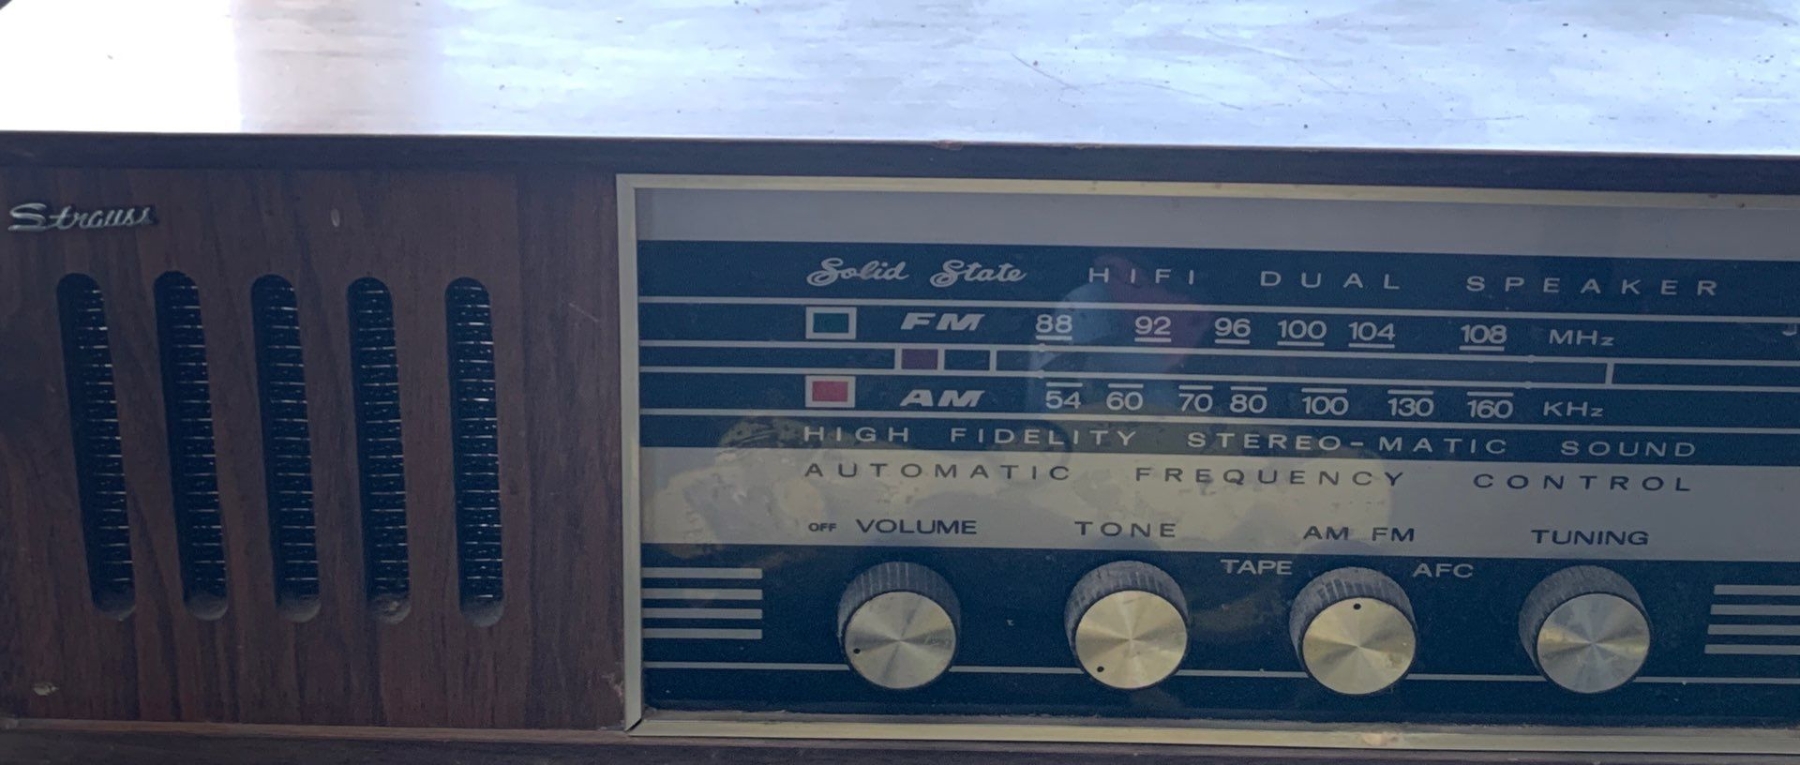 Strauss
Solid State HIFI DUAL SPEAKER
FM 88 92 96 100 104 108 MHz
AM 54 60 70 80 100 130 160 KHz
HIGH FIDELITY STEREO-MATIC SOUND
AUTOMATIC FREQUENCY CONTROL
OFF VOLUME TONE AM FM TUNING
TAPE AFC